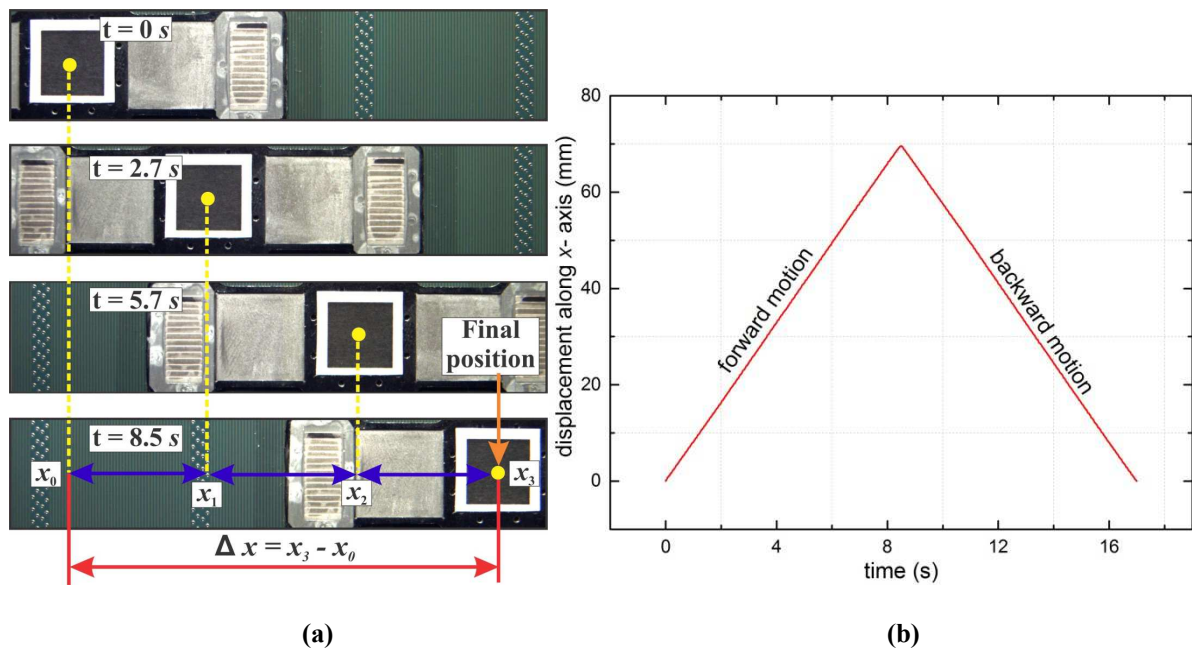 t = 0 s
t = 2.7 s
t = 5.7 s
Final
position
t = 8.5 s
x0
x1
x2
x3
Δ x = x3 - x0
(a)
displacement along x- axis (mm)
80
60
40
20
0
forward motion
backward motion
0 4 8 12 16
time (s)
(b)